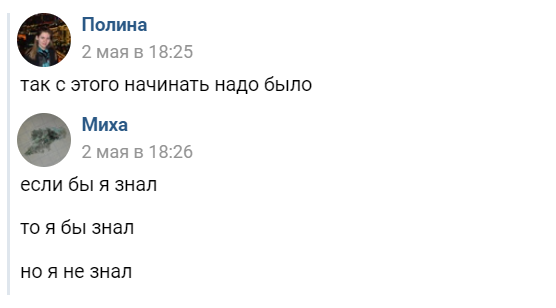 Полина
2 мая в 18:25
так с этого начинать надо было
Миха
2 мая в 18:26
если бы я знал
то я бы знал
но я не знал